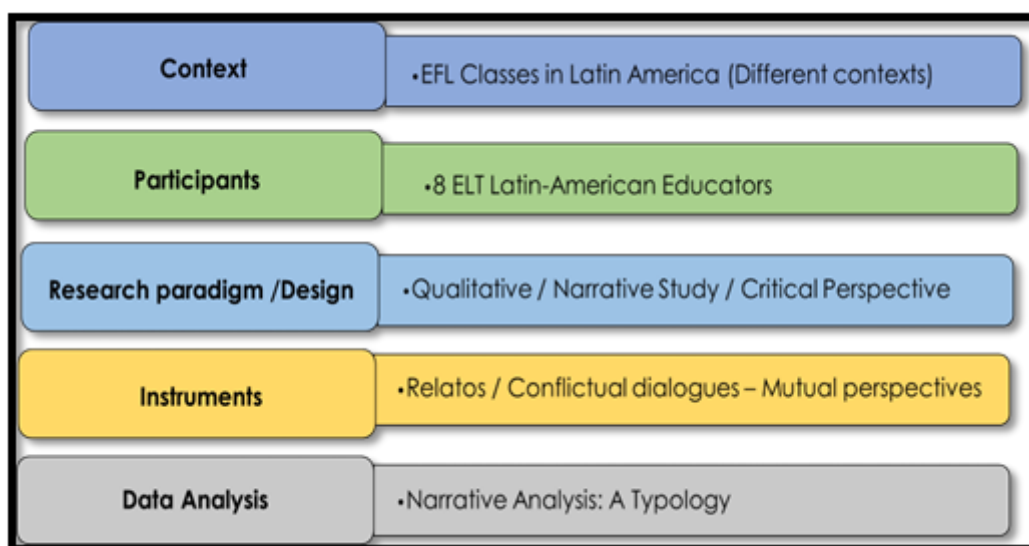 Context
•EFL Classes in Latin America (Different contexts)
Participants
•8 ELT Latin-American Educators
Research paradigm /Design
•Qualitative / Narrative Study / Critical Perspective
Instruments
•Relatos / Conflictual dialogues – Mutual perspectives
Data Analysis
•Narrative Analysis: A Typology